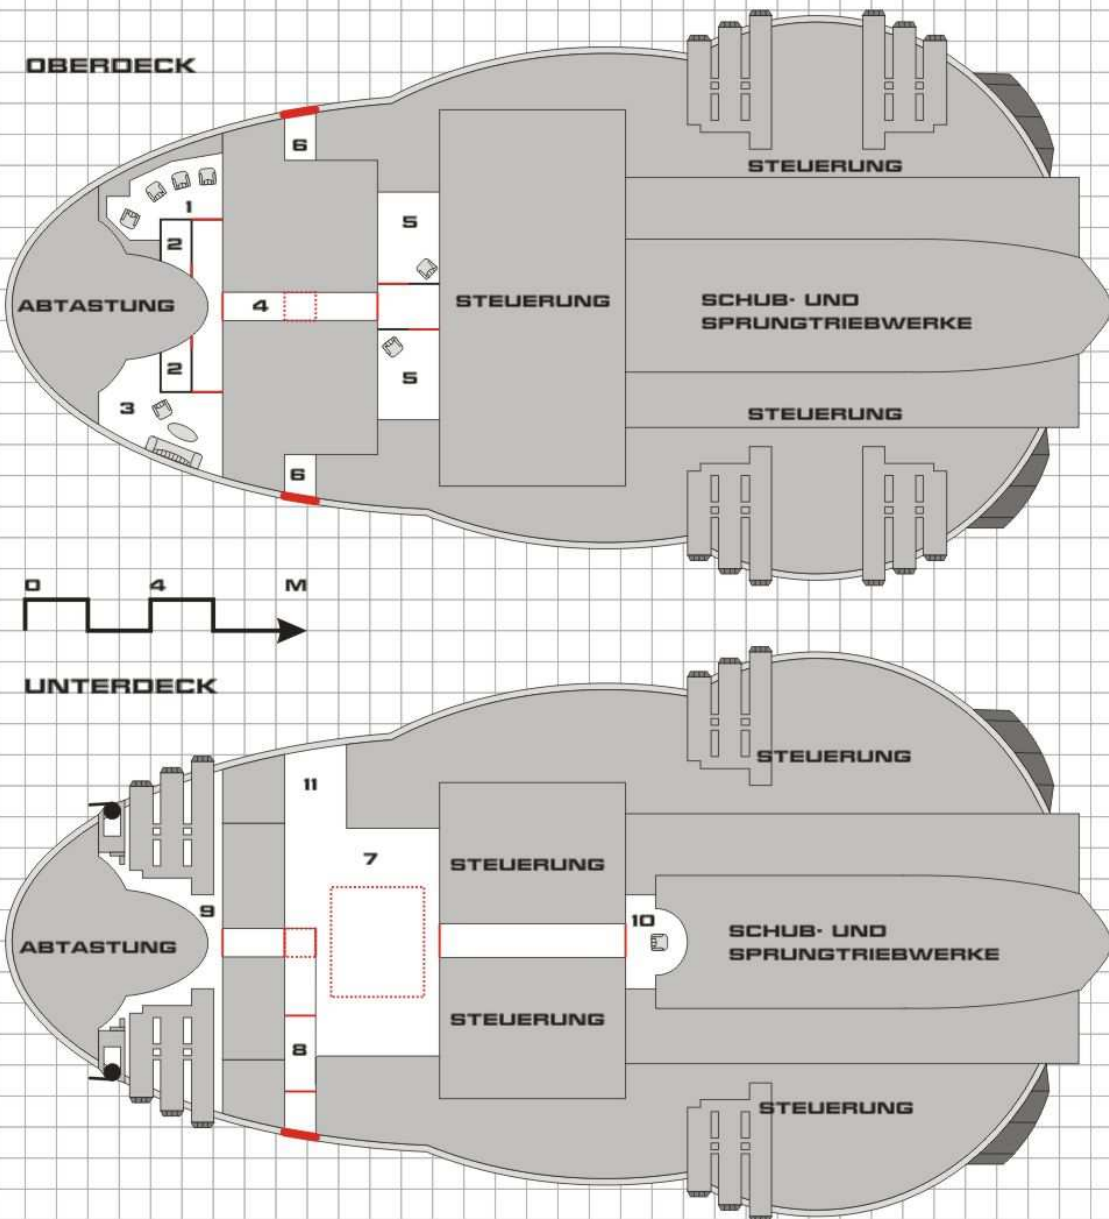 OBERDECK
6
STEUERUNG
1
5
2
ABTASTUNG
4
STEUERUNG
SCHUB- UND
SPRUNGTRIEBWERKE
2
5
3
STEUERUNG
6
0 4 M
UNTERDECK
STEUERUNG
11
7
STEUERUNG
9
10
ABTASTUNG
SCHUB- UND
SPRUNGTRIEBWERKE
STEUERUNG
8
STEUERUNG